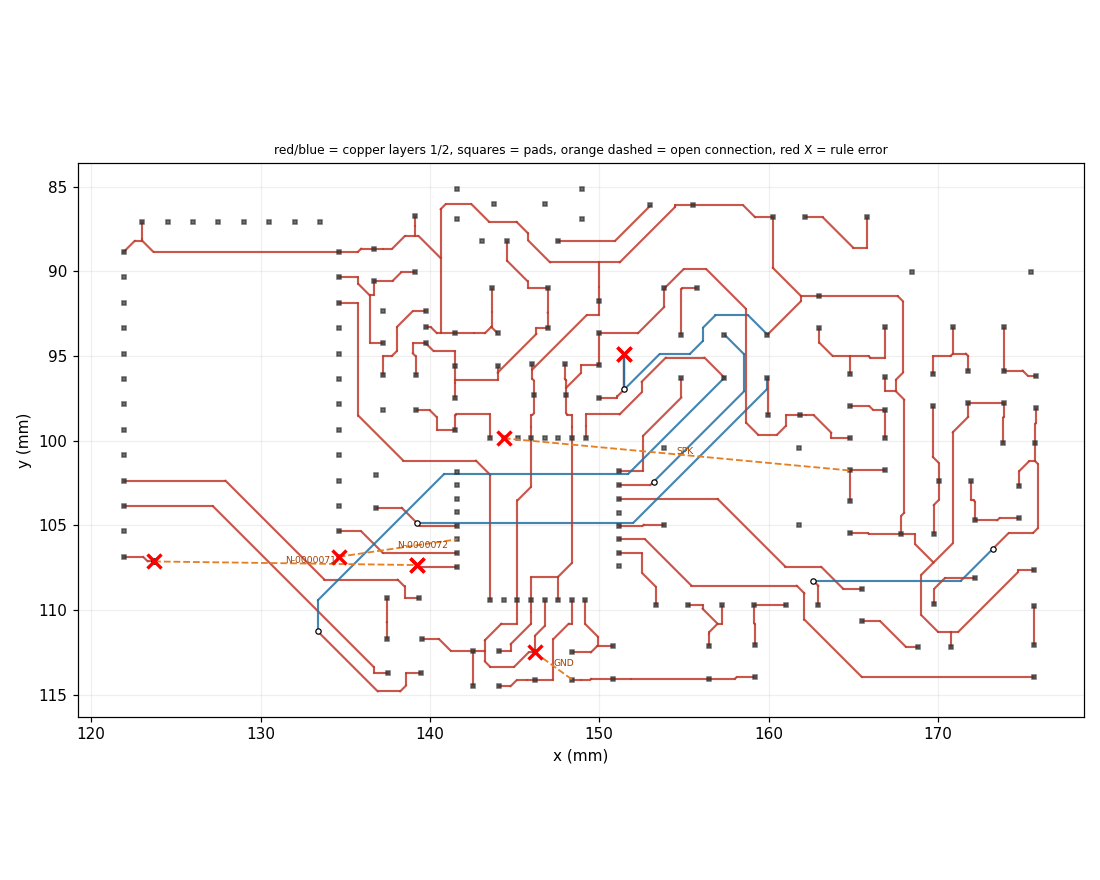 red/blue = copper layers 1/2, squares = pads, orange dashed = open connection, red X = rule error
85
90
95
100
105
110
115
y (mm)
SPK
N-0000072
N-0000071
GND
120
130
140
150
160
170
x (mm)